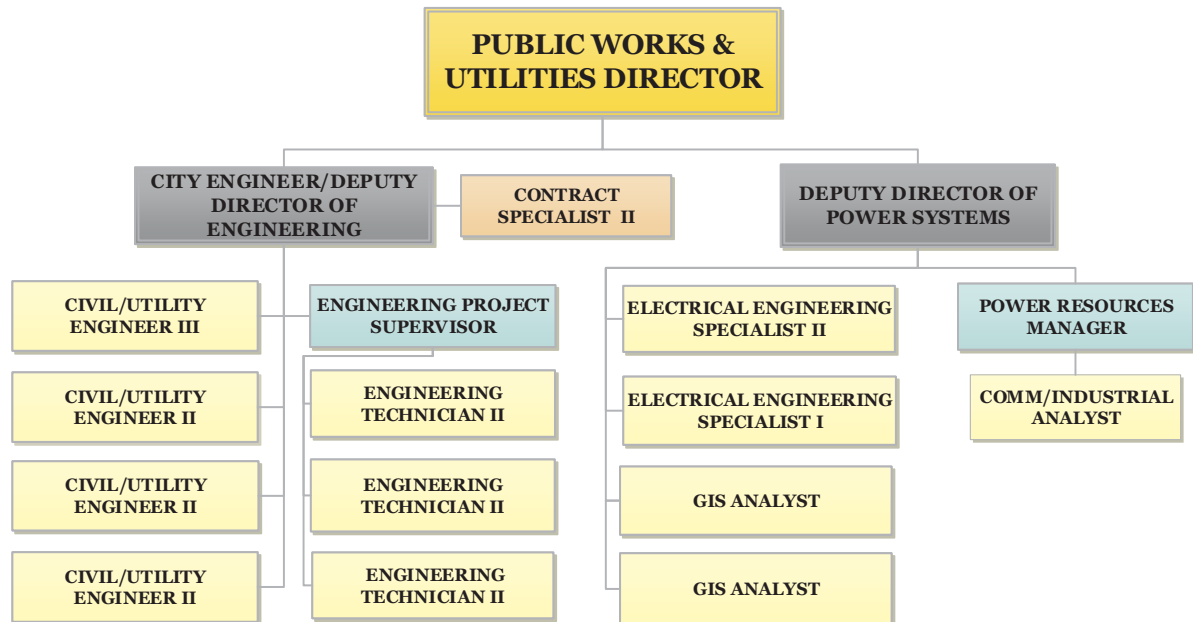 PUBLIC WORKS &
UTILITIES DIRECTOR
CITY ENGINEER/DEPUTY
DIRECTOR OF
ENGINEERING
CONTRACT
SPECIALIST II
DEPUTY DIRECTOR OF
POWER SYSTEMS
CIVIL/UTILITY
ENGINEER III
ENGINEERING PROJECT
SUPERVISOR
ELECTRICAL ENGINEERING
SPECIALIST II
POWER RESOURCES
MANAGER
CIVIL/UTILITY
ENGINEER II
ENGINEERING
TECHNICIAN II
ELECTRICAL ENGINEERING
SPECIALIST I
COMM/INDUSTRIAL
ANALYST
CIVIL/UTILITY
ENGINEER II
ENGINEERING
TECHNICIAN II
GIS ANALYST
CIVIL/UTILITY
ENGINEER II
ENGINEERING
TECHNICIAN II
GIS ANALYST